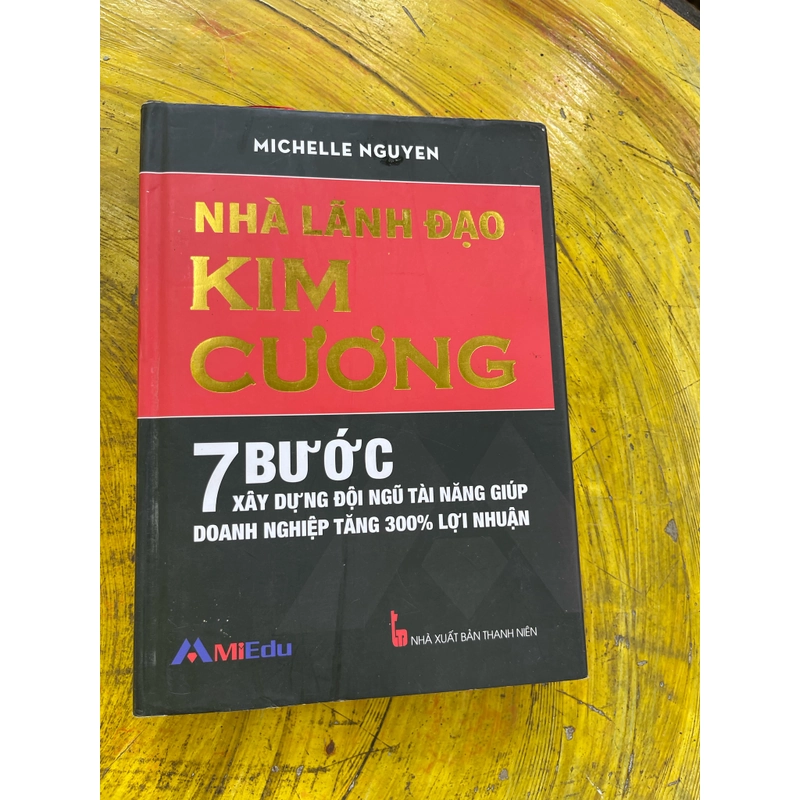 MICHELLE NGUYEN
NHÀ LÃNH ĐẠO
KIM
CƯƠNG
7 BƯỚC
XÂY DỰNG ĐỘI NGŨ TÀI NĂNG GIÚP
DOANH NGHIỆP TĂNG 300% LỢI NHUẬN
MiEdu
NHÀ XUẤT BẢN THANH NIÊN